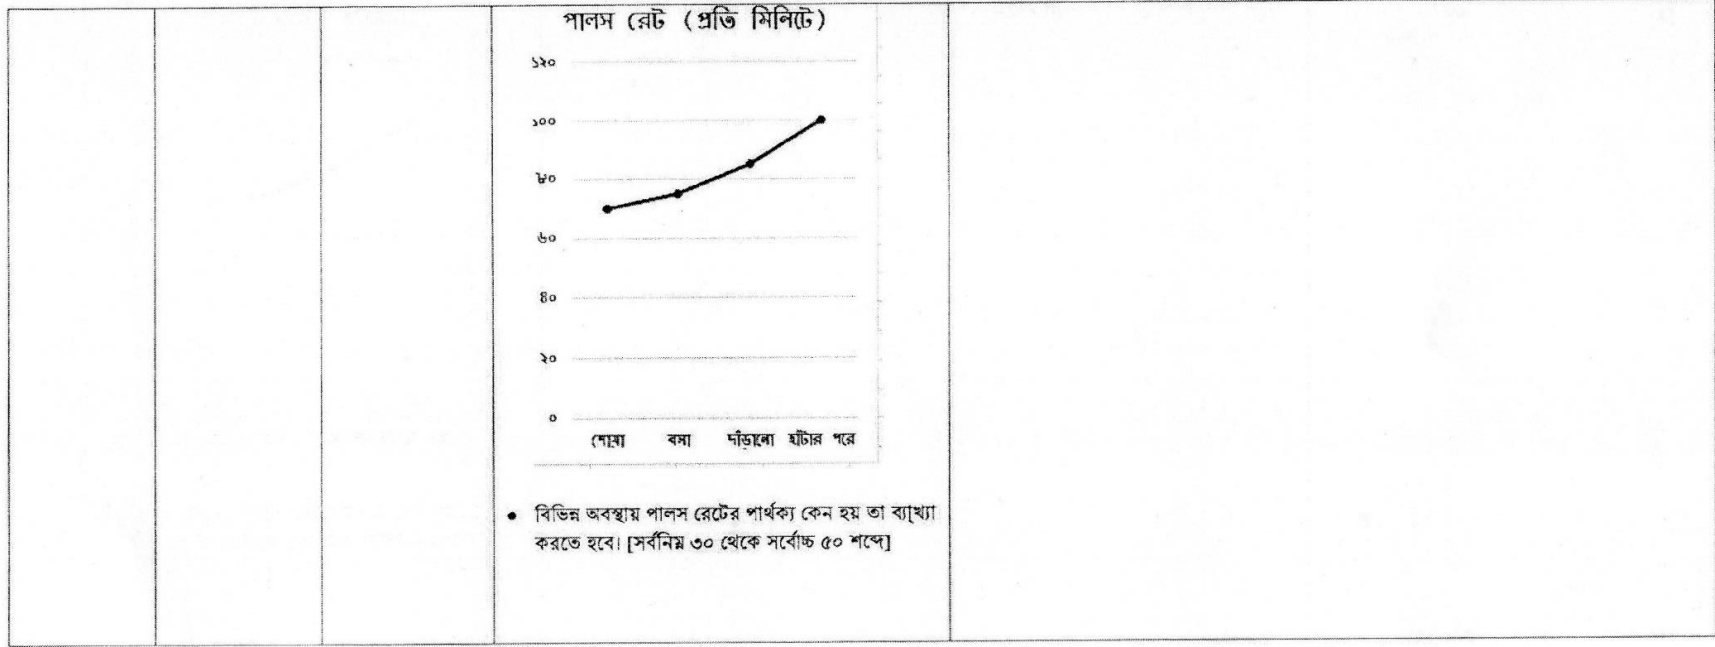 পালস রেট (প্রতি মিনিটে)
১২০
১০০
৮০
৬০
৪০
২০
০
শোয়া বসা দাঁড়ানো হাঁটার পরে
• বিভিন্ন অবস্থায় পালস রেটের পার্থক্য কেন হয় তা ব্যাখ্যা
করতে হবে। [সর্বনিম্ন ৩০ থেকে সর্বোচ্চ ৫০ শব্দে]